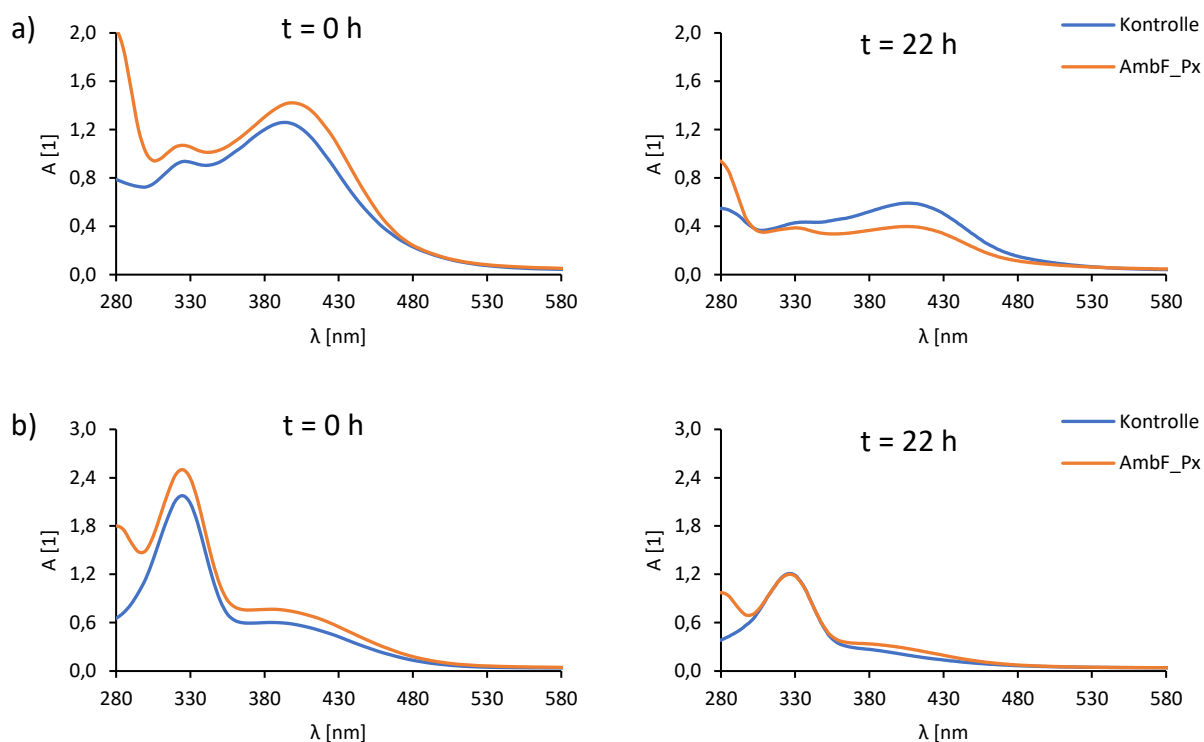 a)
t = 0 h
2,0
1,6
1,2
0,8
0,4
0,0
A [1]
280 330 380 430 480 530 580
λ [nm]
t = 22 h
2,0
1,6
1,2
0,8
0,4
0,0
A [1]
280 330 380 430 480 530 580
λ [nm
Kontrolle
AmbF_Px
b)
t = 0 h
3,0
2,4
1,8
1,2
0,6
0,0
A [1]
280 330 380 430 480 530 580
λ [nm]
t = 22 h
3,0
2,4
1,8
1,2
0,6
0,0
A [1]
280 330 380 430 480 530 580
λ [nm
Kontrolle
AmbF_Px